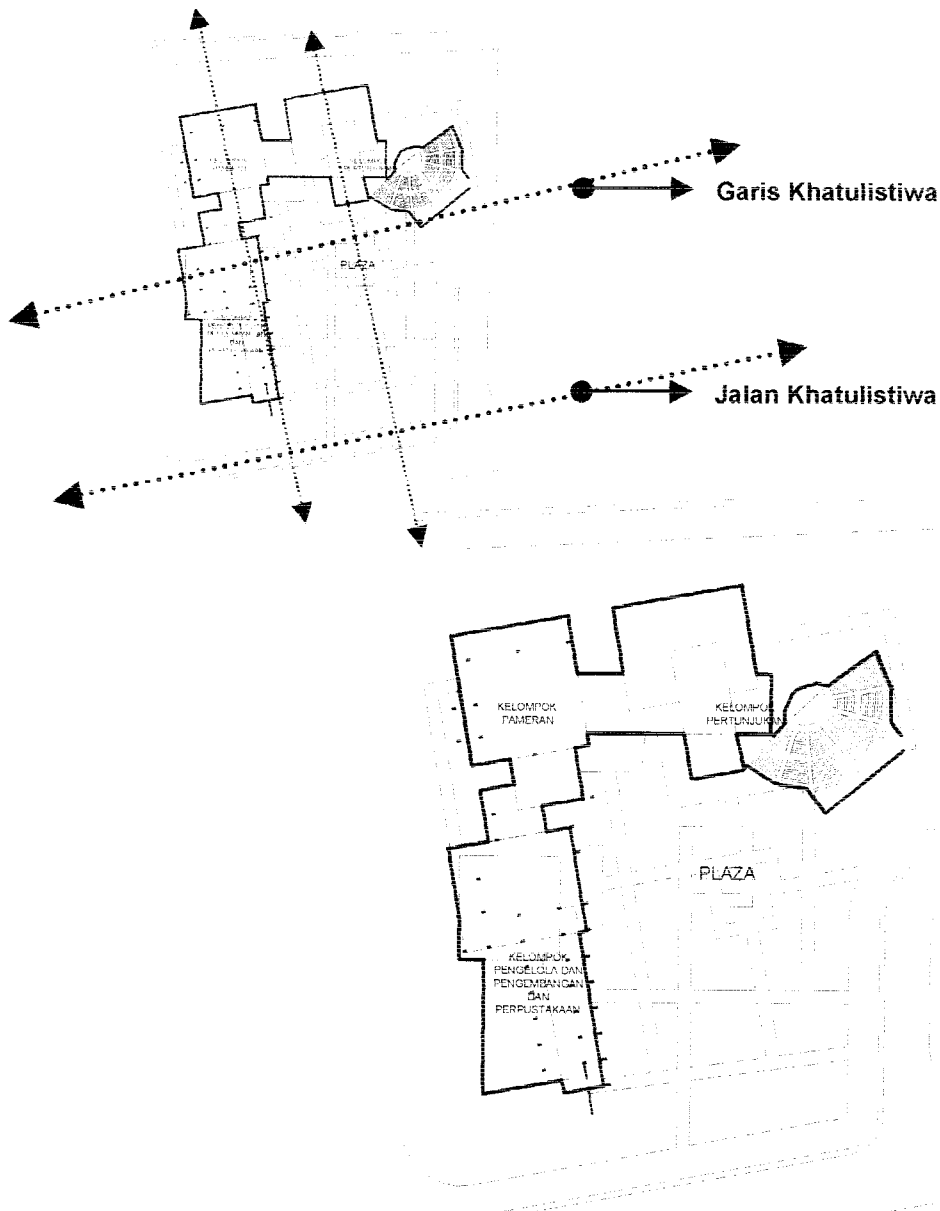 Garis Khatulistiwa
PLAZA
Jalan Khatulistiwa
KELOMPOK
PAMERAN
KELOMPOK
PERTUNJUKAN
PLAZA
KELOMPOK
PENGELOLA DAN
PENGEMBANGAN
DAN
PERPUSTAKAAN